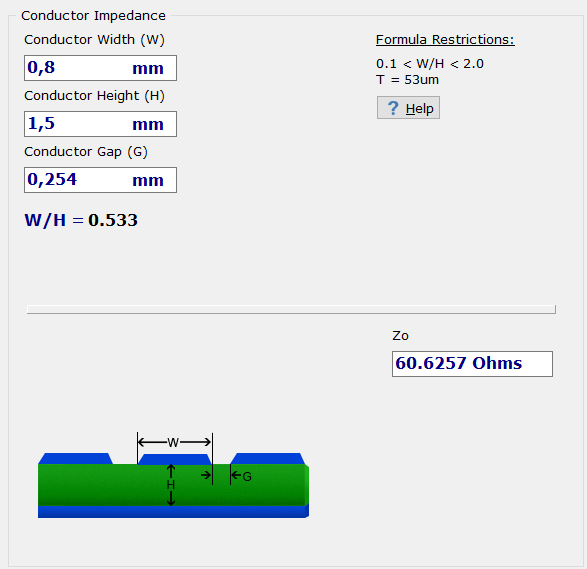 Conductor Impedance
Conductor Width (W)
0,8 mm
Conductor Height (H)
1,5 mm
Conductor Gap (G)
0,254 mm
W/H = 0.533
Formula Restrictions:
0.1 < W/H < 2.0
T = 53um
? Help
Zo
60.6257 Ohms
W
H
G